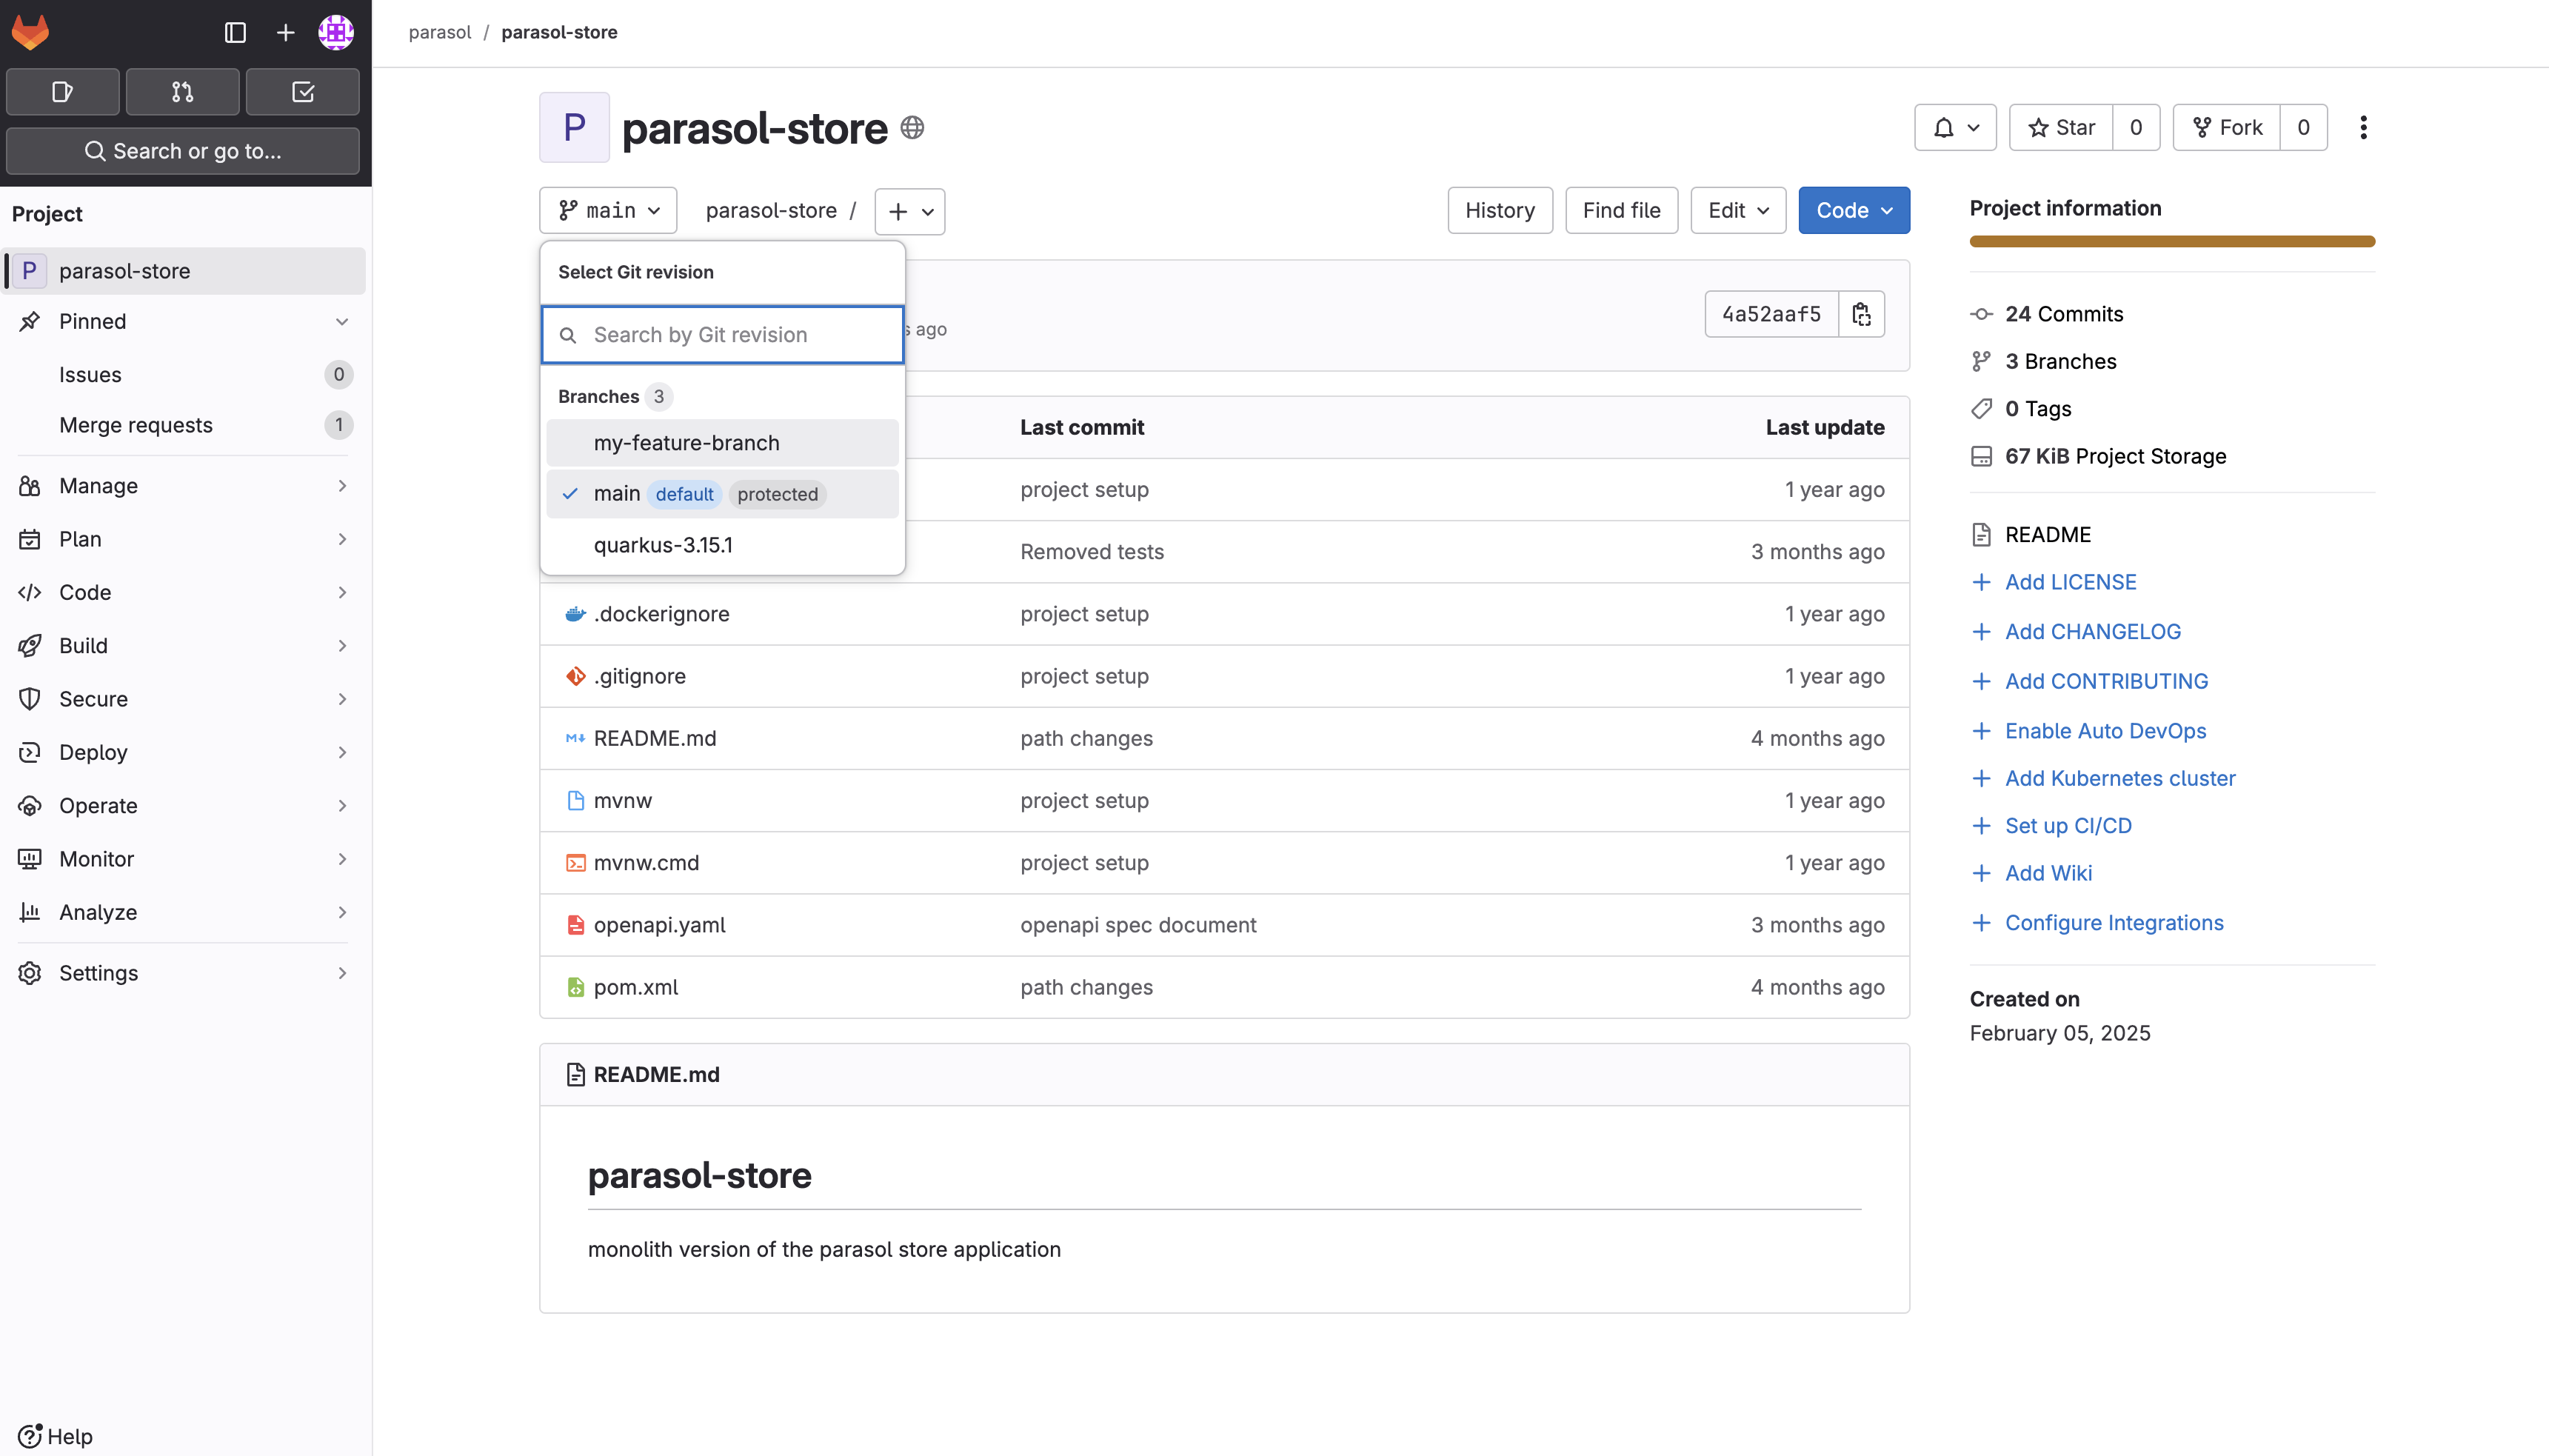 parasol / parasol-store
Search or go to...
Project
P parasol-store
Pinned
Issues 0
Merge requests 1
Manage
Plan
Code
Build
Secure
Deploy
Operate
Monitor
Analyze
Settings
Help
P parasol-store
Star 0
Fork 0
main
parasol-store /
History
Find file
Edit
Code
Select Git revision
Search by Git revision
Branches 3
my-feature-branch
main default protected
quarkus-3.15.1
s ago
4a52aaf5
Last commit Last update
project setup 1 year ago
Removed tests 3 months ago
.dockerignore project setup 1 year ago
.gitignore project setup 1 year ago
README.md path changes 4 months ago
mvnw project setup 1 year ago
mvnw.cmd project setup 1 year ago
openapi.yaml openapi spec document 3 months ago
pom.xml path changes 4 months ago
README.md
parasol-store
monolith version of the parasol store application
Project information
24 Commits
3 Branches
0 Tags
67 KiB Project Storage
README
Add LICENSE
Add CHANGELOG
Add CONTRIBUTING
Enable Auto DevOps
Add Kubernetes cluster
Set up CI/CD
Add Wiki
Configure Integrations
Created on
February 05, 2025